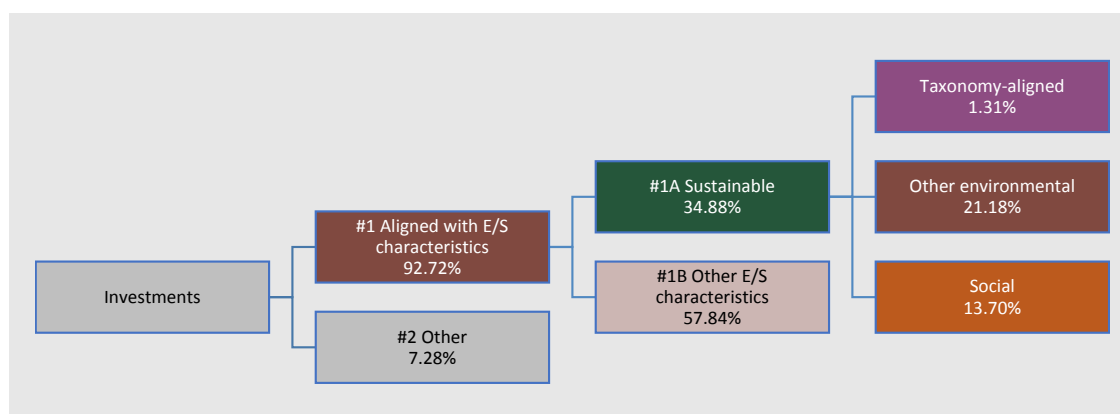 Investments
#1 Aligned with E/S
characteristics
92.72%
#2 Other
7.28%
#1A Sustainable
34.88%
#1B Other E/S
characteristics
57.84%
Taxonomy-aligned
1.31%
Other environmental
21.18%
Social
13.70%